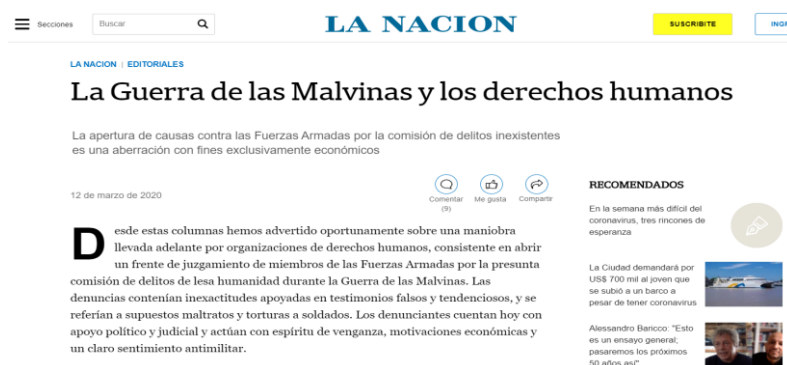 Secciones
Buscar
LA NACION
SUSCRIBITE
LA NACION | EDITORIALES
La Guerra de las Malvinas y los derechos humanos
La apertura de causas contra las Fuerzas Armadas por la comisión de delitos inexistentes
es una aberración con fines exclusivamente económicos
12 de marzo de 2020
Comentar
(9)
Me gusta
Compartir
Desde estas columnas hemos advertido oportunamente sobre una maniobra
llevada adelante por organizaciones de derechos humanos, consistente en abrir
un frente de juzgamiento de miembros de las Fuerzas Armadas por la presunta
comisión de delitos de lesa humanidad durante la Guerra de las Malvinas. Las
denuncias contenían inexactitudes apoyadas en testimonios falsos y tendenciosos, y se
referían a supuestos maltratos y torturas a soldados. Los denunciantes cuentan hoy con
apoyo político y judicial y actúan con espíritu de venganza, motivaciones económicas y
un claro sentimiento antimilitar.
RECOMENDADOS
En la semana más difícil del
coronavirus, tres rincones de
esperanza
La Ciudad demandará por
US$ 700 mil al joven que
se subió a un barco a
pesar de tener coronavirus
Alessandro Baricco: "Esto
es un ensayo general;
pasaremos los próximos
50 años así"